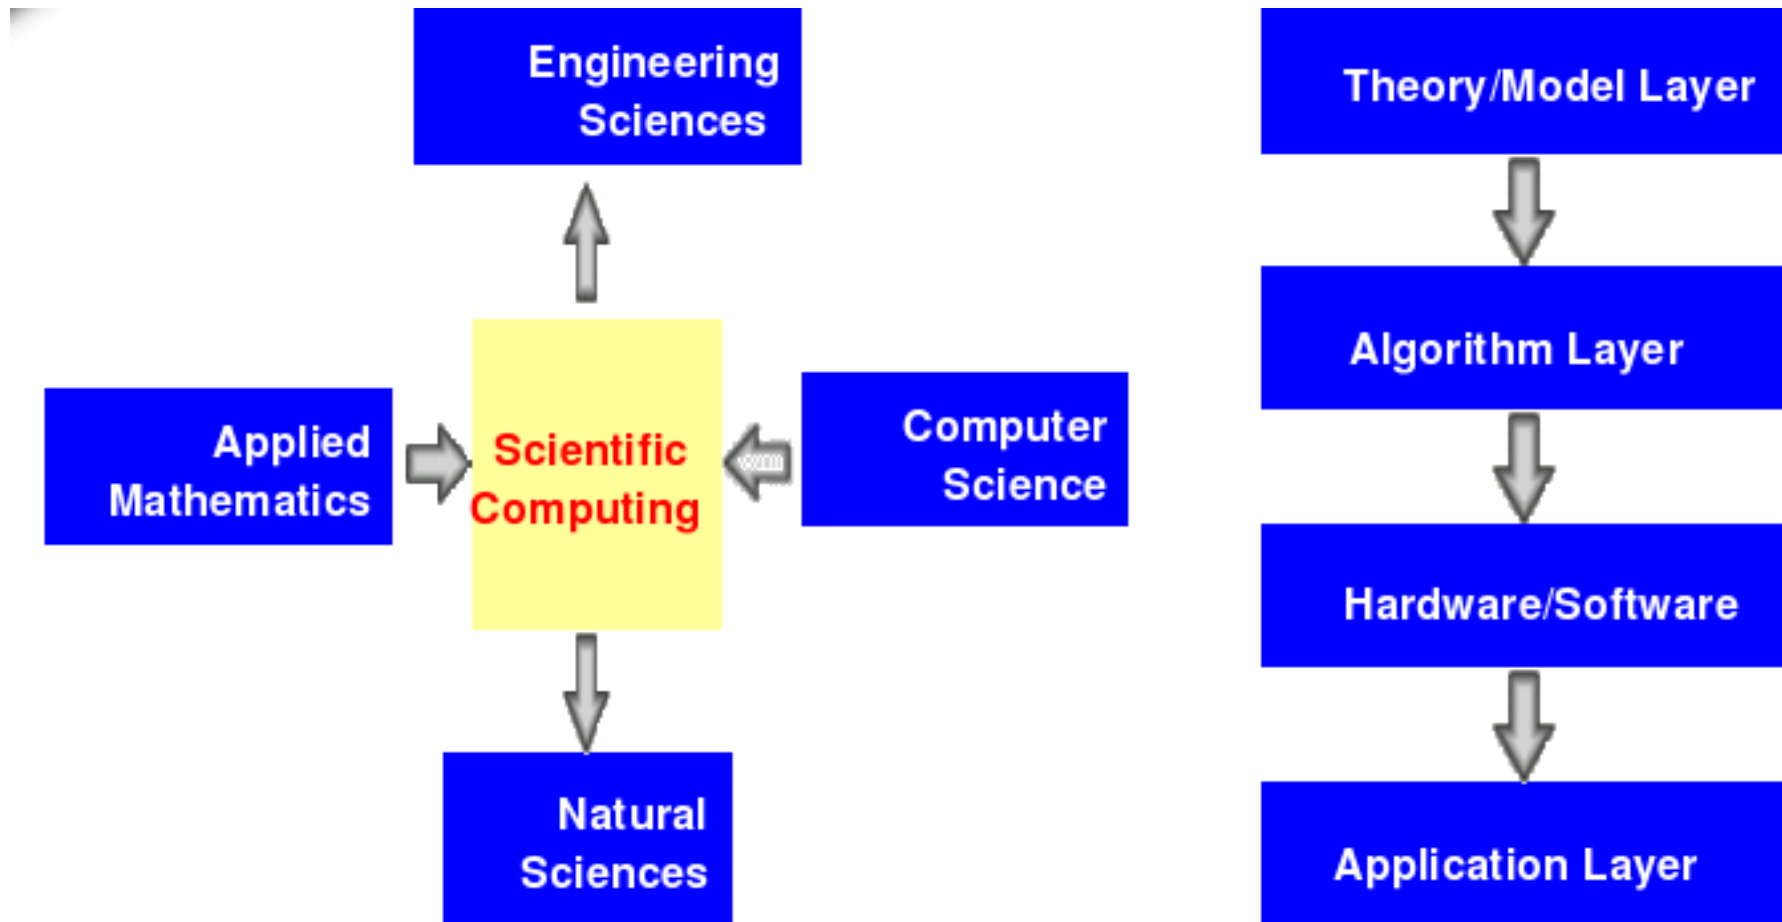 Engineering
Sciences
Applied
Mathematics
Scientific
Computing
Computer
Science
Natural
Sciences
Theory/Model Layer
Algorithm Layer
Hardware/Software
Application Layer